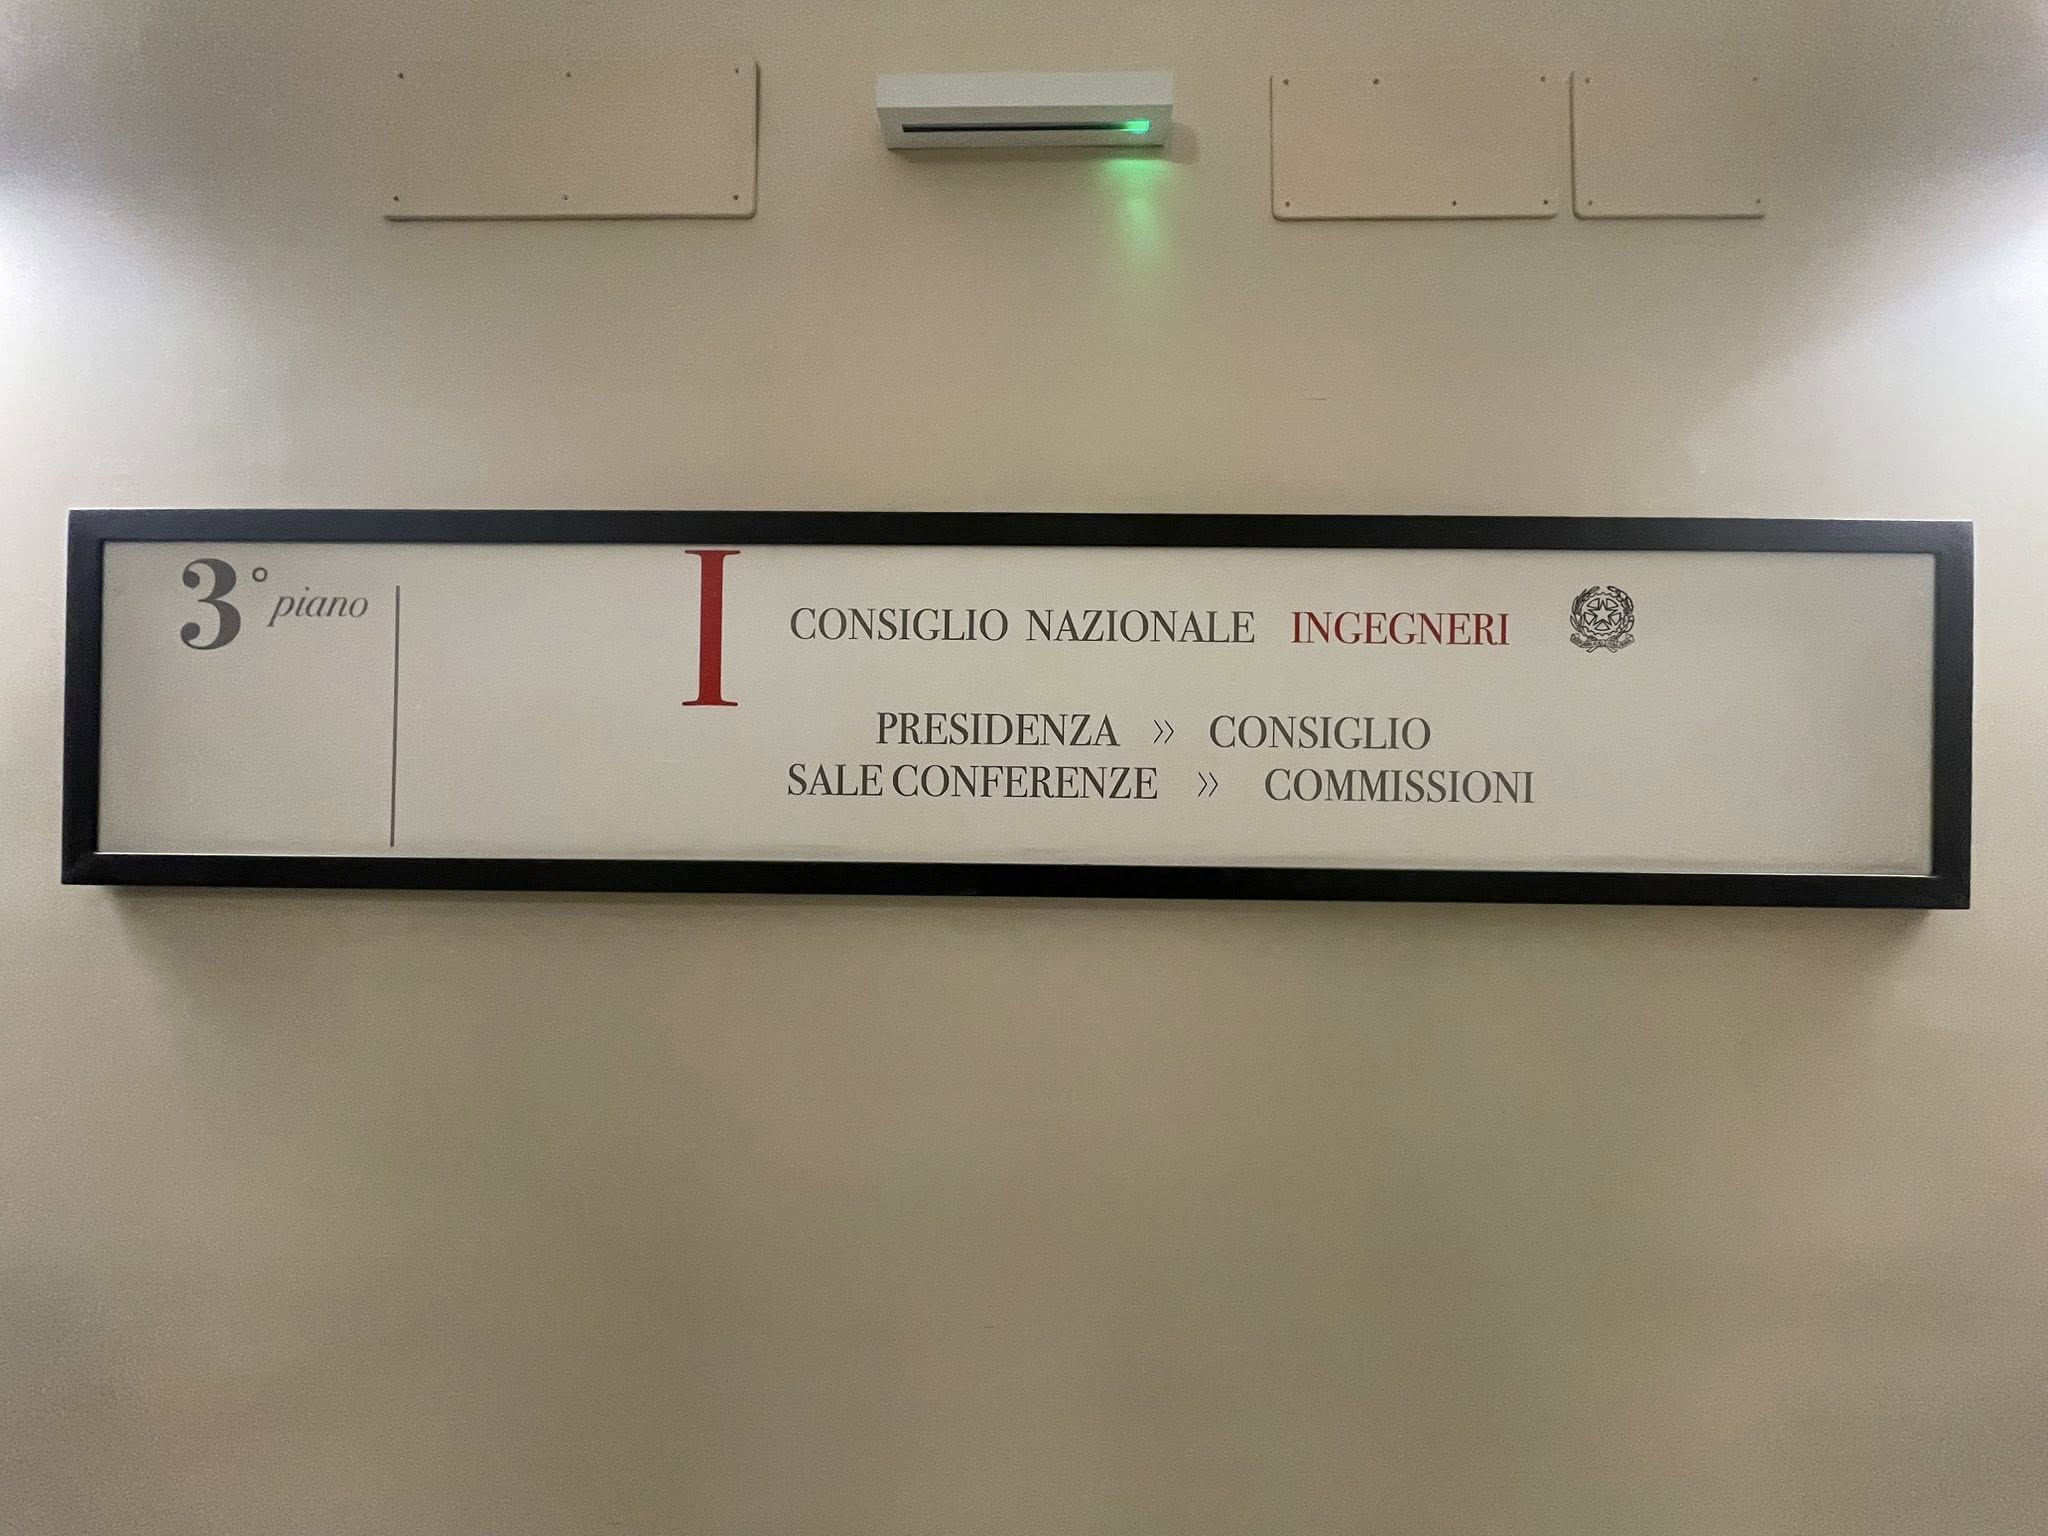 3° piano
I
CONSIGLIO NAZIONALE INGEGNERI
PRESIDENZA » CONSIGLIO
SALE CONFERENZE » COMMISSIONI